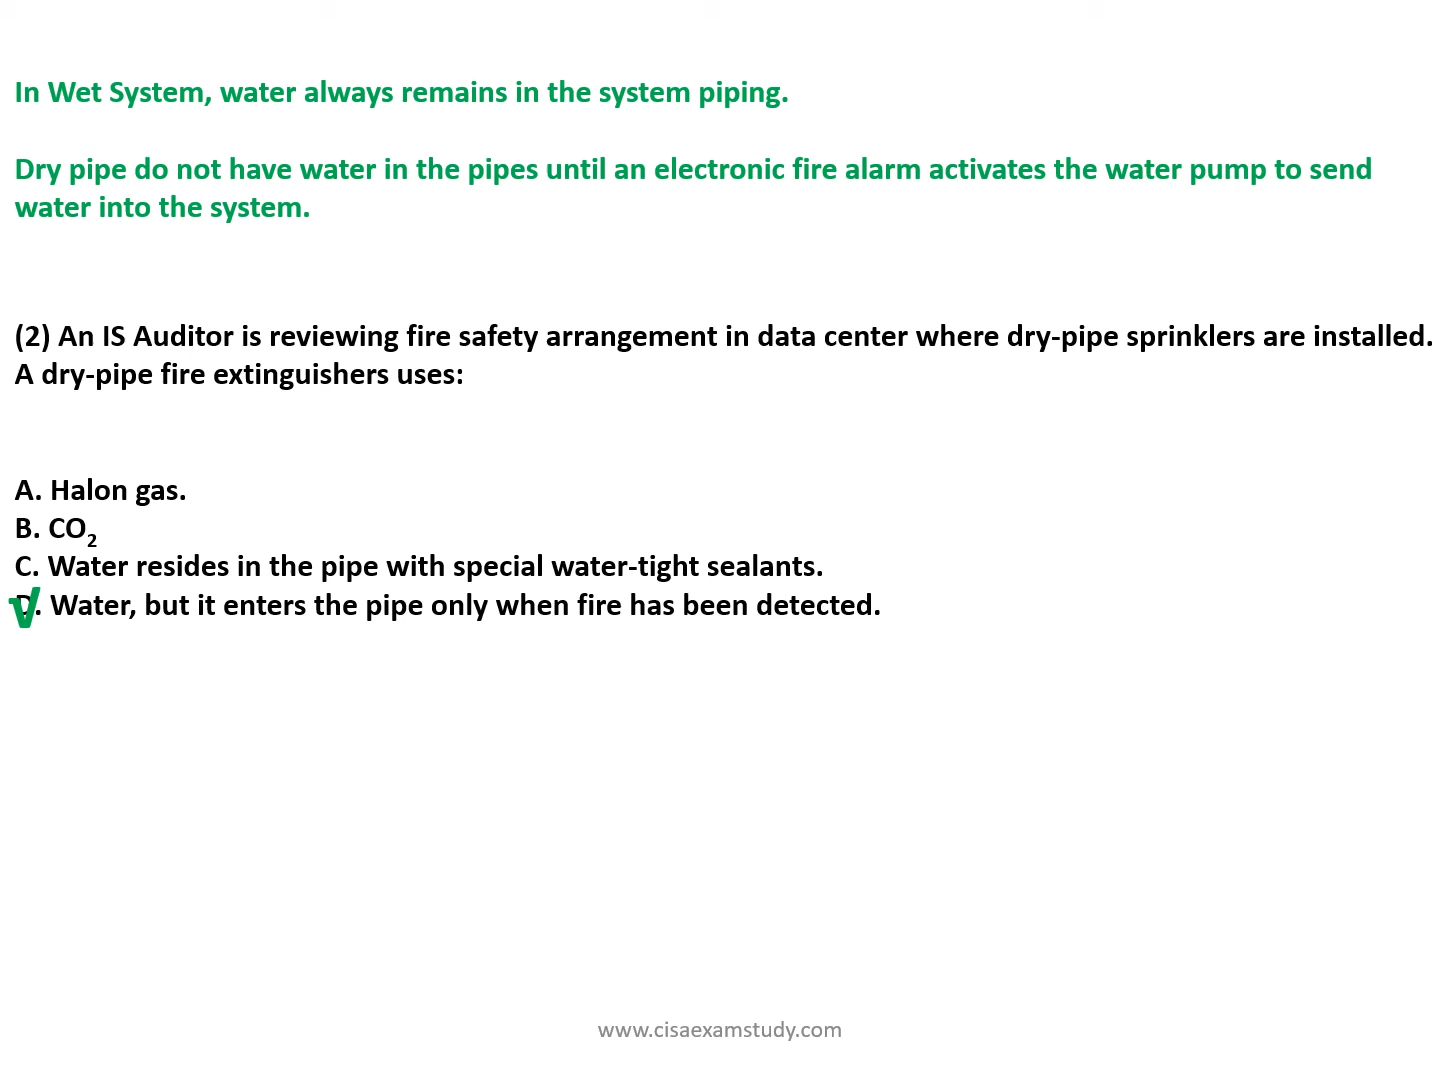 In Wet System, water always remains in the system piping.
Dry pipe do not have water in the pipes until an electronic fire alarm activates the water pump to send
water into the system.
(2) An IS Auditor is reviewing fire safety arrangement in data center where dry-pipe sprinklers are installed.
A dry-pipe fire extinguishers uses:
A. Halon gas.
B. CO₂
C. Water resides in the pipe with special water-tight sealants.
D. Water, but it enters the pipe only when fire has been detected.
www.cisaexamstudy.com